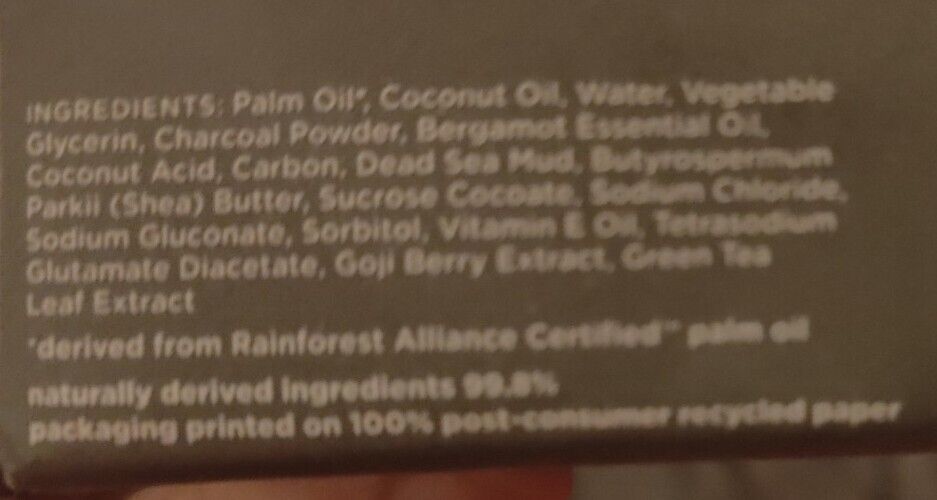 INGREDIENTS: Palm Oil*, Coconut Oil, Water, Vegetable
Glycerin, Charcoal Powder, Bergamot Essential Oil,
Coconut Acid, Carbon, Dead Sea Mud, Butyrospermum
Parkii (Shea) Butter, Sucrose Cocoate, Sodium Chloride,
Sodium Gluconate, Sorbitol, Vitamin E Oil, Tetrasodium
Glutamate Diacetate, Goji Berry Extract, Green Tea
Leaf Extract
*derived from Rainforest Alliance Certified™ palm oil
naturally derived ingredients 99.8%
packaging printed on 100% post-consumer recycled paper